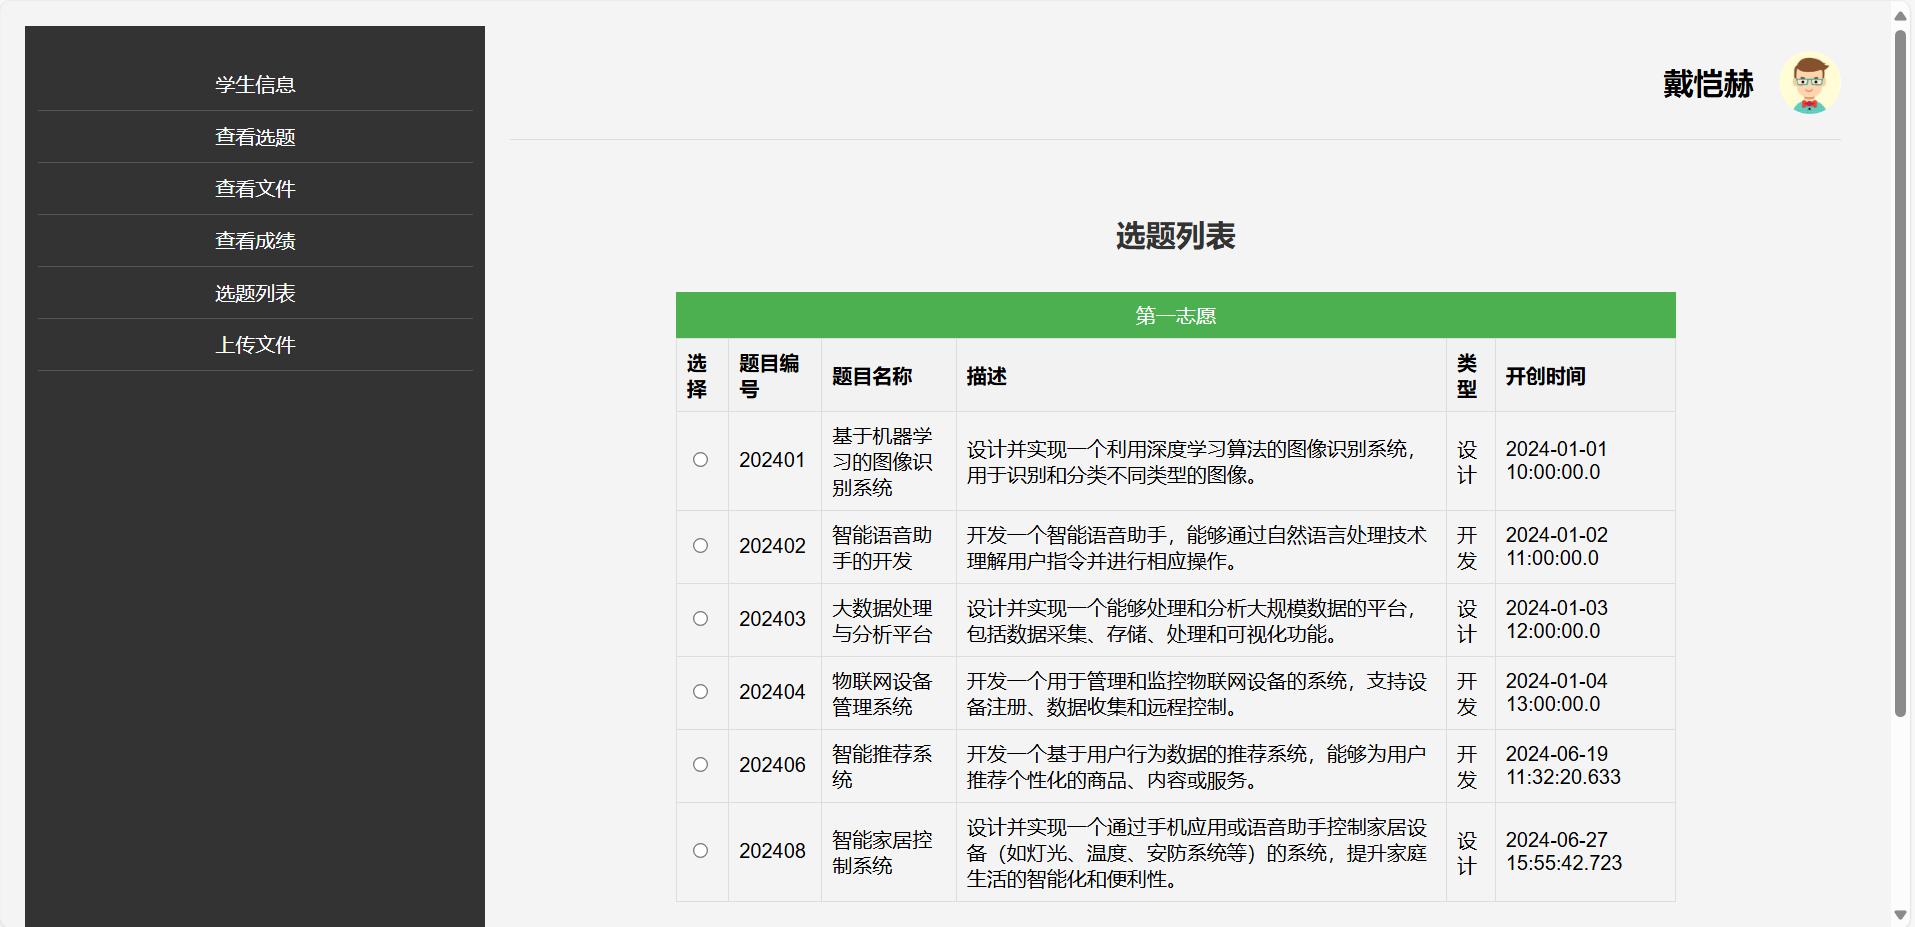 学生信息
查看选题
查看文件
查看成绩
选题列表
上传文件
戴恺赫
选题列表
第一志愿
选
择
题目编
号
题目名称
描述
类
型
开创时间
202401
基于机器学
习的图像识
别系统
设计并实现一个利用深度学习算法的图像识别系统，
用于识别和分类不同类型的图像。
设
计
2024-01-01
10:00:00.0
202402
智能语音助
手的开发
开发一个智能语音助手，能够通过自然语言处理技术
理解用户指令并进行相应操作。
开
发
2024-01-02
11:00:00.0
202403
大数据处理
与分析平台
设计并实现一个能够处理和分析大规模数据的平台，
包括数据采集、存储、处理和可视化功能。
设
计
2024-01-03
12:00:00.0
202404
物联网设备
管理系统
开发一个用于管理和监控物联网设备的系统，支持设
备注册、数据收集和远程控制。
开
发
2024-01-04
13:00:00.0
202406
智能推荐系
统
开发一个基于用户行为数据的推荐系统，能够为用户
推荐个性化的商品、内容或服务。
开
发
2024-06-19
11:32:20.633
202408
智能家居控
制系统
设计并实现一个通过手机应用或语音助手控制家居设
备（如灯光、温度、安防系统等）的系统，提升家庭
生活的智能化和便利性。
设
计
2024-06-27
15:55:42.723